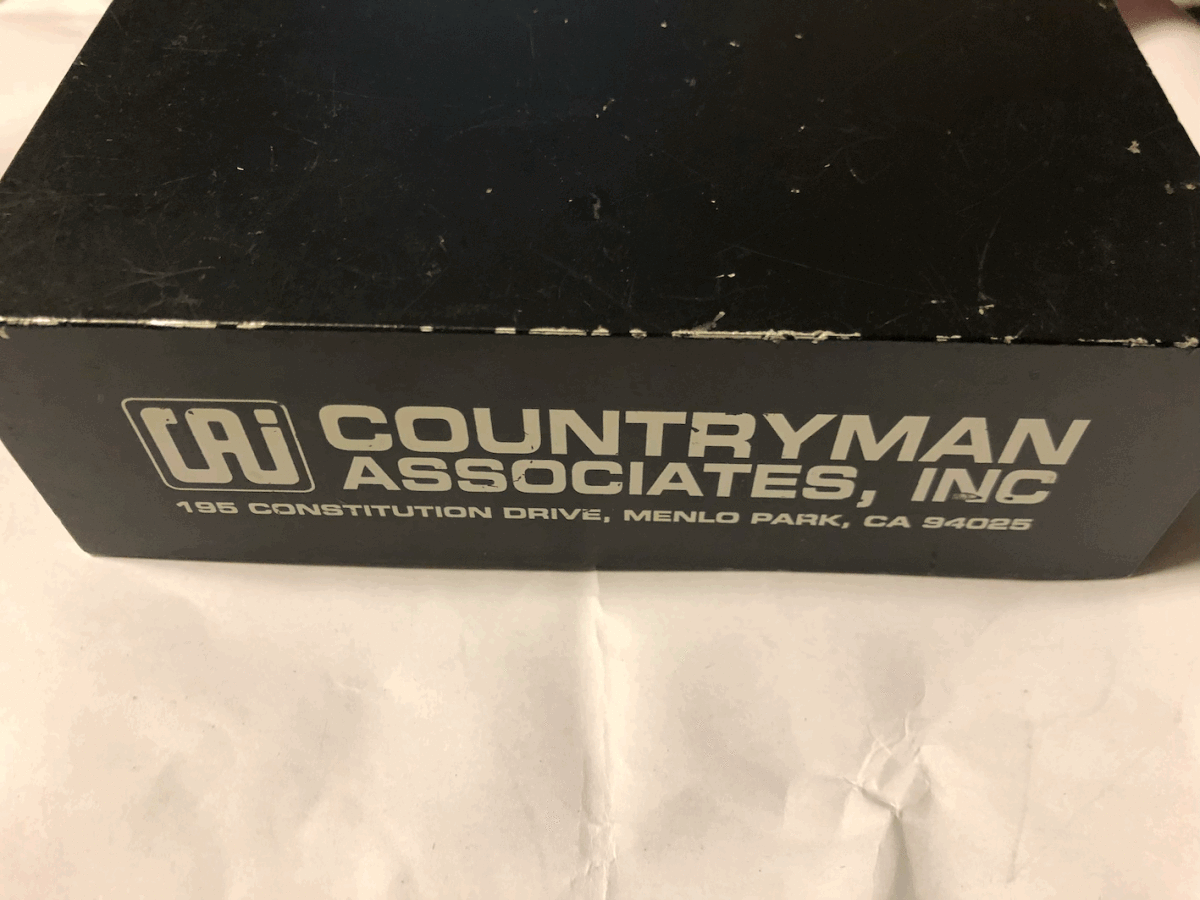 CAI COUNTRYMAN
ASSOCIATES, INC
195 CONSTITUTION DRIVE, MENLO PARK, CA 94025